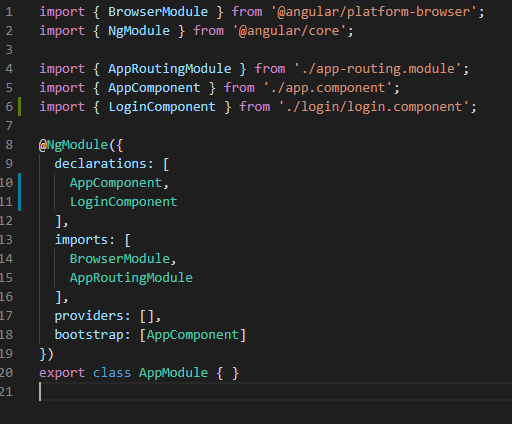 1 import { BrowserModule } from '@angular/platform-browser';
2 import { NgModule } from '@angular/core';
3
4 import { AppRoutingModule } from './app-routing.module';
5 import { AppComponent } from './app.component';
6 import { LoginComponent } from './login/login.component';
7
8 @NgModule({
9   declarations: [
10     AppComponent,
11     LoginComponent
12   ],
13   imports: [
14     BrowserModule,
15     AppRoutingModule
16   ],
17   providers: [],
18   bootstrap: [AppComponent]
19 })
20 export class AppModule { }
21